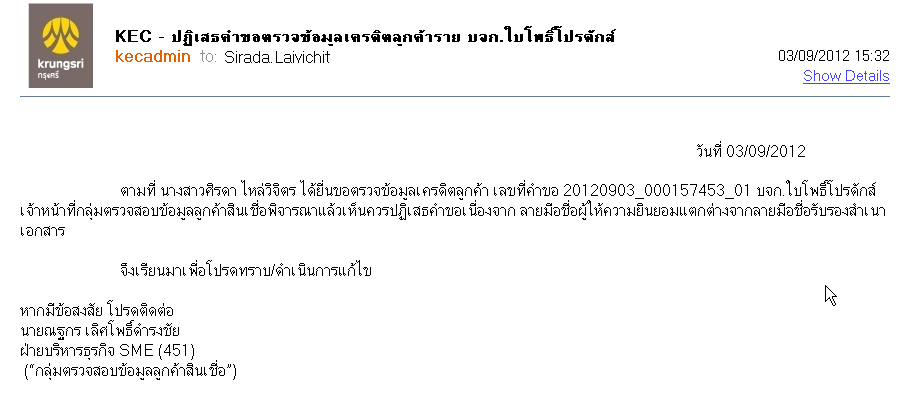 krungsri
กรุงศรี
KEC - ปฏิเสธคำขอตรวจข้อมูลเครดิตลูกค้าราย บจก.ใบโพธิ์โปรดักส์
kecadmin to: Sirada.Laivichit
03/09/2012 15:32
Show Details
วันที่ 03/09/2012
ตามที่ นางสาวศิรดา ไหล่วิจิตร ได้ยื่นขอตรวจข้อมูลเครดิตลูกค้า เลขที่คำขอ 20120903_000157453_01 บจก.ใบโพธิ์โปรดักส์
เจ้าหน้าที่กลุ่มตรวจสอบข้อมูลลูกค้าสินเชื่อพิจารณาแล้วเห็นควรปฏิเสธคำขอเนื่องจาก ลายมือชื่อผู้ให้ความยินยอมแตกต่างจากลายมือชื่อรับรองสำเนา
เอกสาร
จึงเรียนมาเพื่อโปรดทราบ/ดำเนินการแก้ไข
หากมีข้อสงสัย โปรดติดต่อ
นายณฐกร เลิศโพธิ์ดำรงชัย
ฝ่ายบริหารธุรกิจ SME (451)
("กลุ่มตรวจสอบข้อมูลลูกค้าสินเชื่อ")